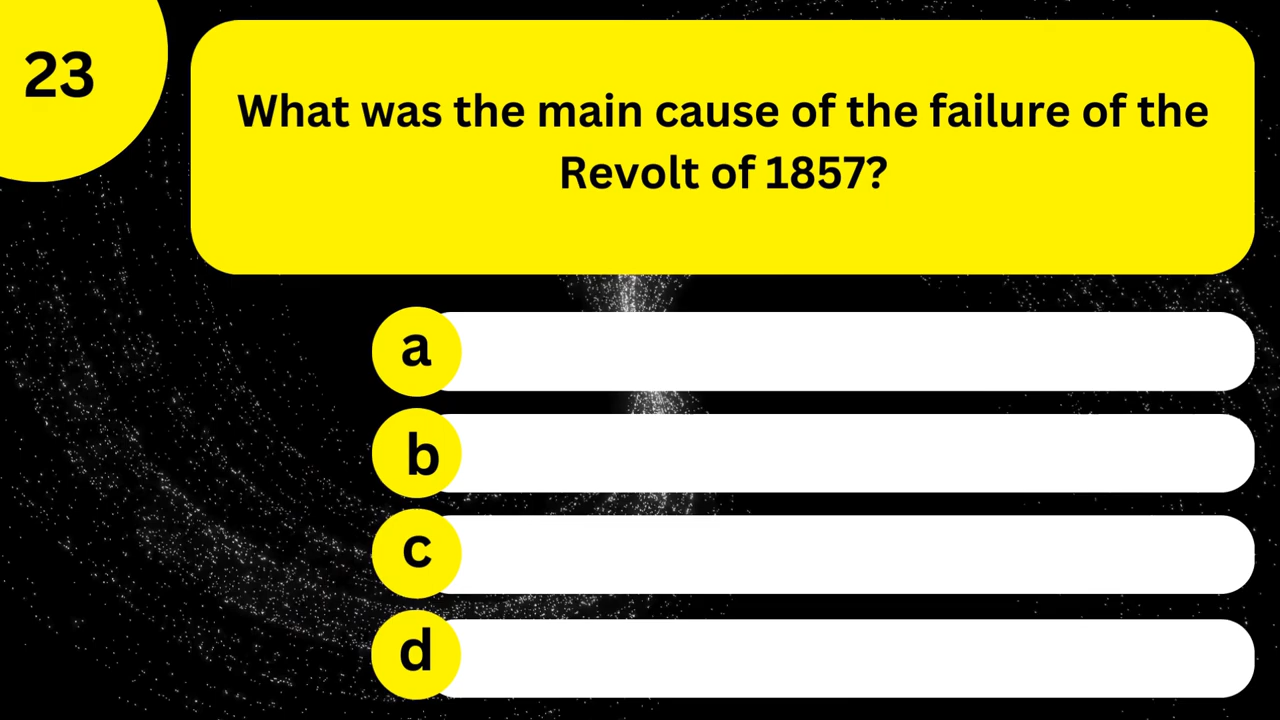 23
What was the main cause of the failure of the
Revolt of 1857?
a
b
c
d